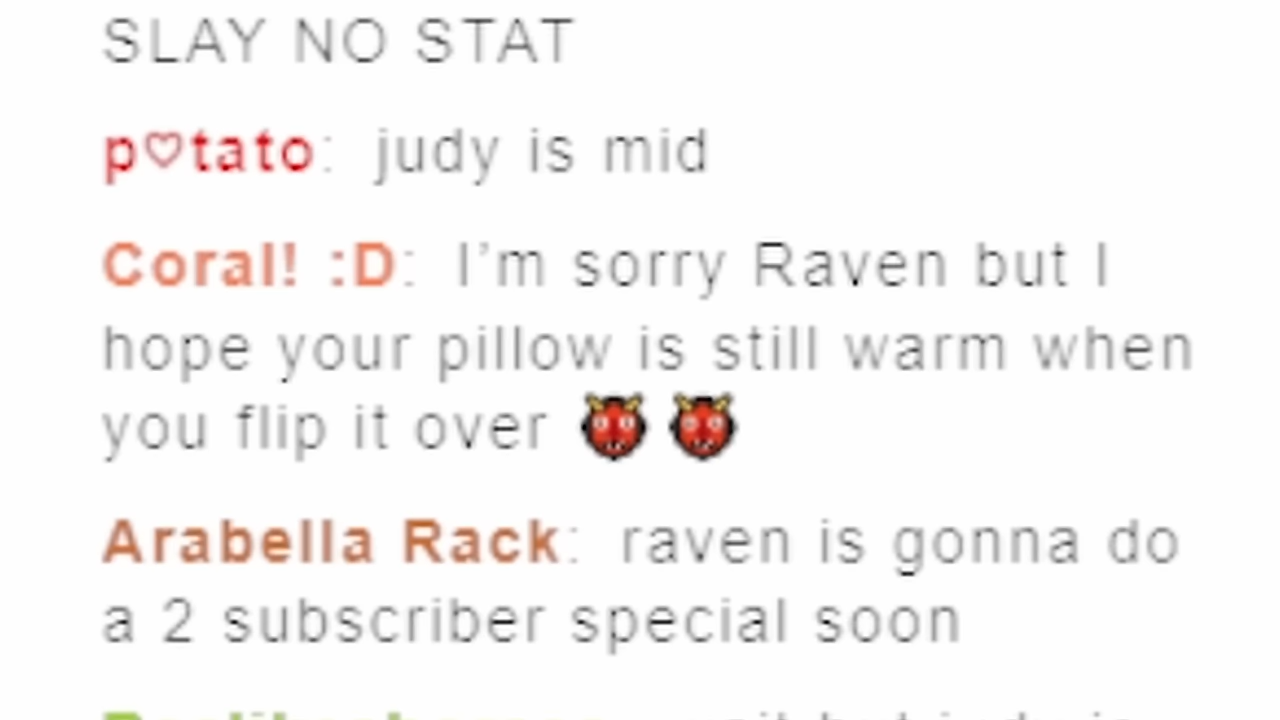 SLAY NO STAT
p♡tato: judy is mid
Coral! :D: I’m sorry Raven but I
hope your pillow is still warm when
you flip it over 👹 👹
Arabella Rack: raven is gonna do
a 2 subscriber special soon